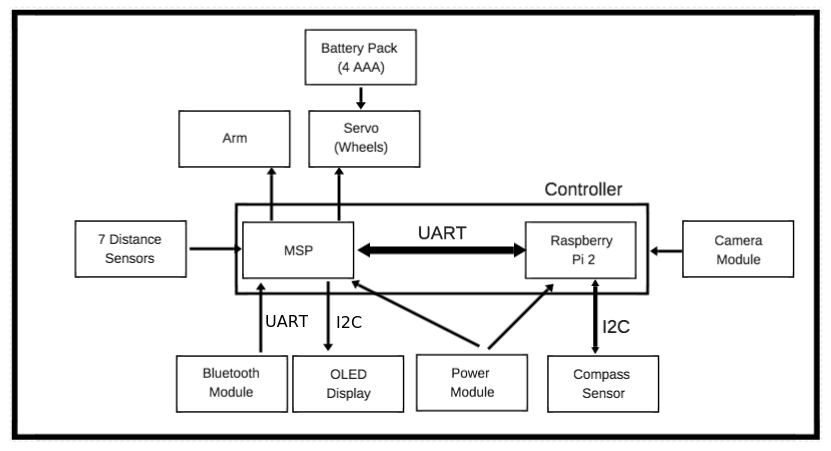 Battery Pack
(4 AAA)
Arm
Servo
(Wheels)
Controller
7 Distance
Sensors
MSP
UART
Raspberry
Pi 2
Camera
Module
UART
I2C
I2C
Bluetooth
Module
OLED
Display
Power
Module
Compass
Sensor